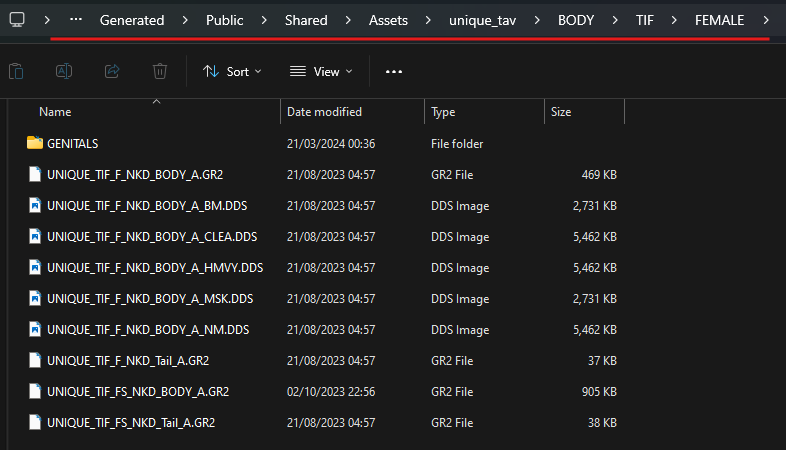 ... Generated > Public > Shared > Assets > unique_tav > BODY > TIF > FEMALE >
Sort View ...
Name Date modified Type Size
GENITALS 21/03/2024 00:36 File folder
UNIQUE_TIF_F_NKD_BODY_A.GR2 21/08/2023 04:57 GR2 File 469 KB
UNIQUE_TIF_F_NKD_BODY_A_BM.DDS 21/08/2023 04:57 DDS Image 2,731 KB
UNIQUE_TIF_F_NKD_BODY_A_CLEA.DDS 21/08/2023 04:57 DDS Image 5,462 KB
UNIQUE_TIF_F_NKD_BODY_A_HMVY.DDS 21/08/2023 04:57 DDS Image 5,462 KB
UNIQUE_TIF_F_NKD_BODY_A_MSK.DDS 21/08/2023 04:57 DDS Image 2,731 KB
UNIQUE_TIF_F_NKD_BODY_A_NM.DDS 21/08/2023 04:57 DDS Image 5,462 KB
UNIQUE_TIF_F_NKD_Tail_A.GR2 21/08/2023 04:57 GR2 File 37 KB
UNIQUE_TIF_FS_NKD_BODY_A.GR2 02/10/2023 22:56 GR2 File 905 KB
UNIQUE_TIF_FS_NKD_Tail_A.GR2 21/08/2023 04:57 GR2 File 38 KB